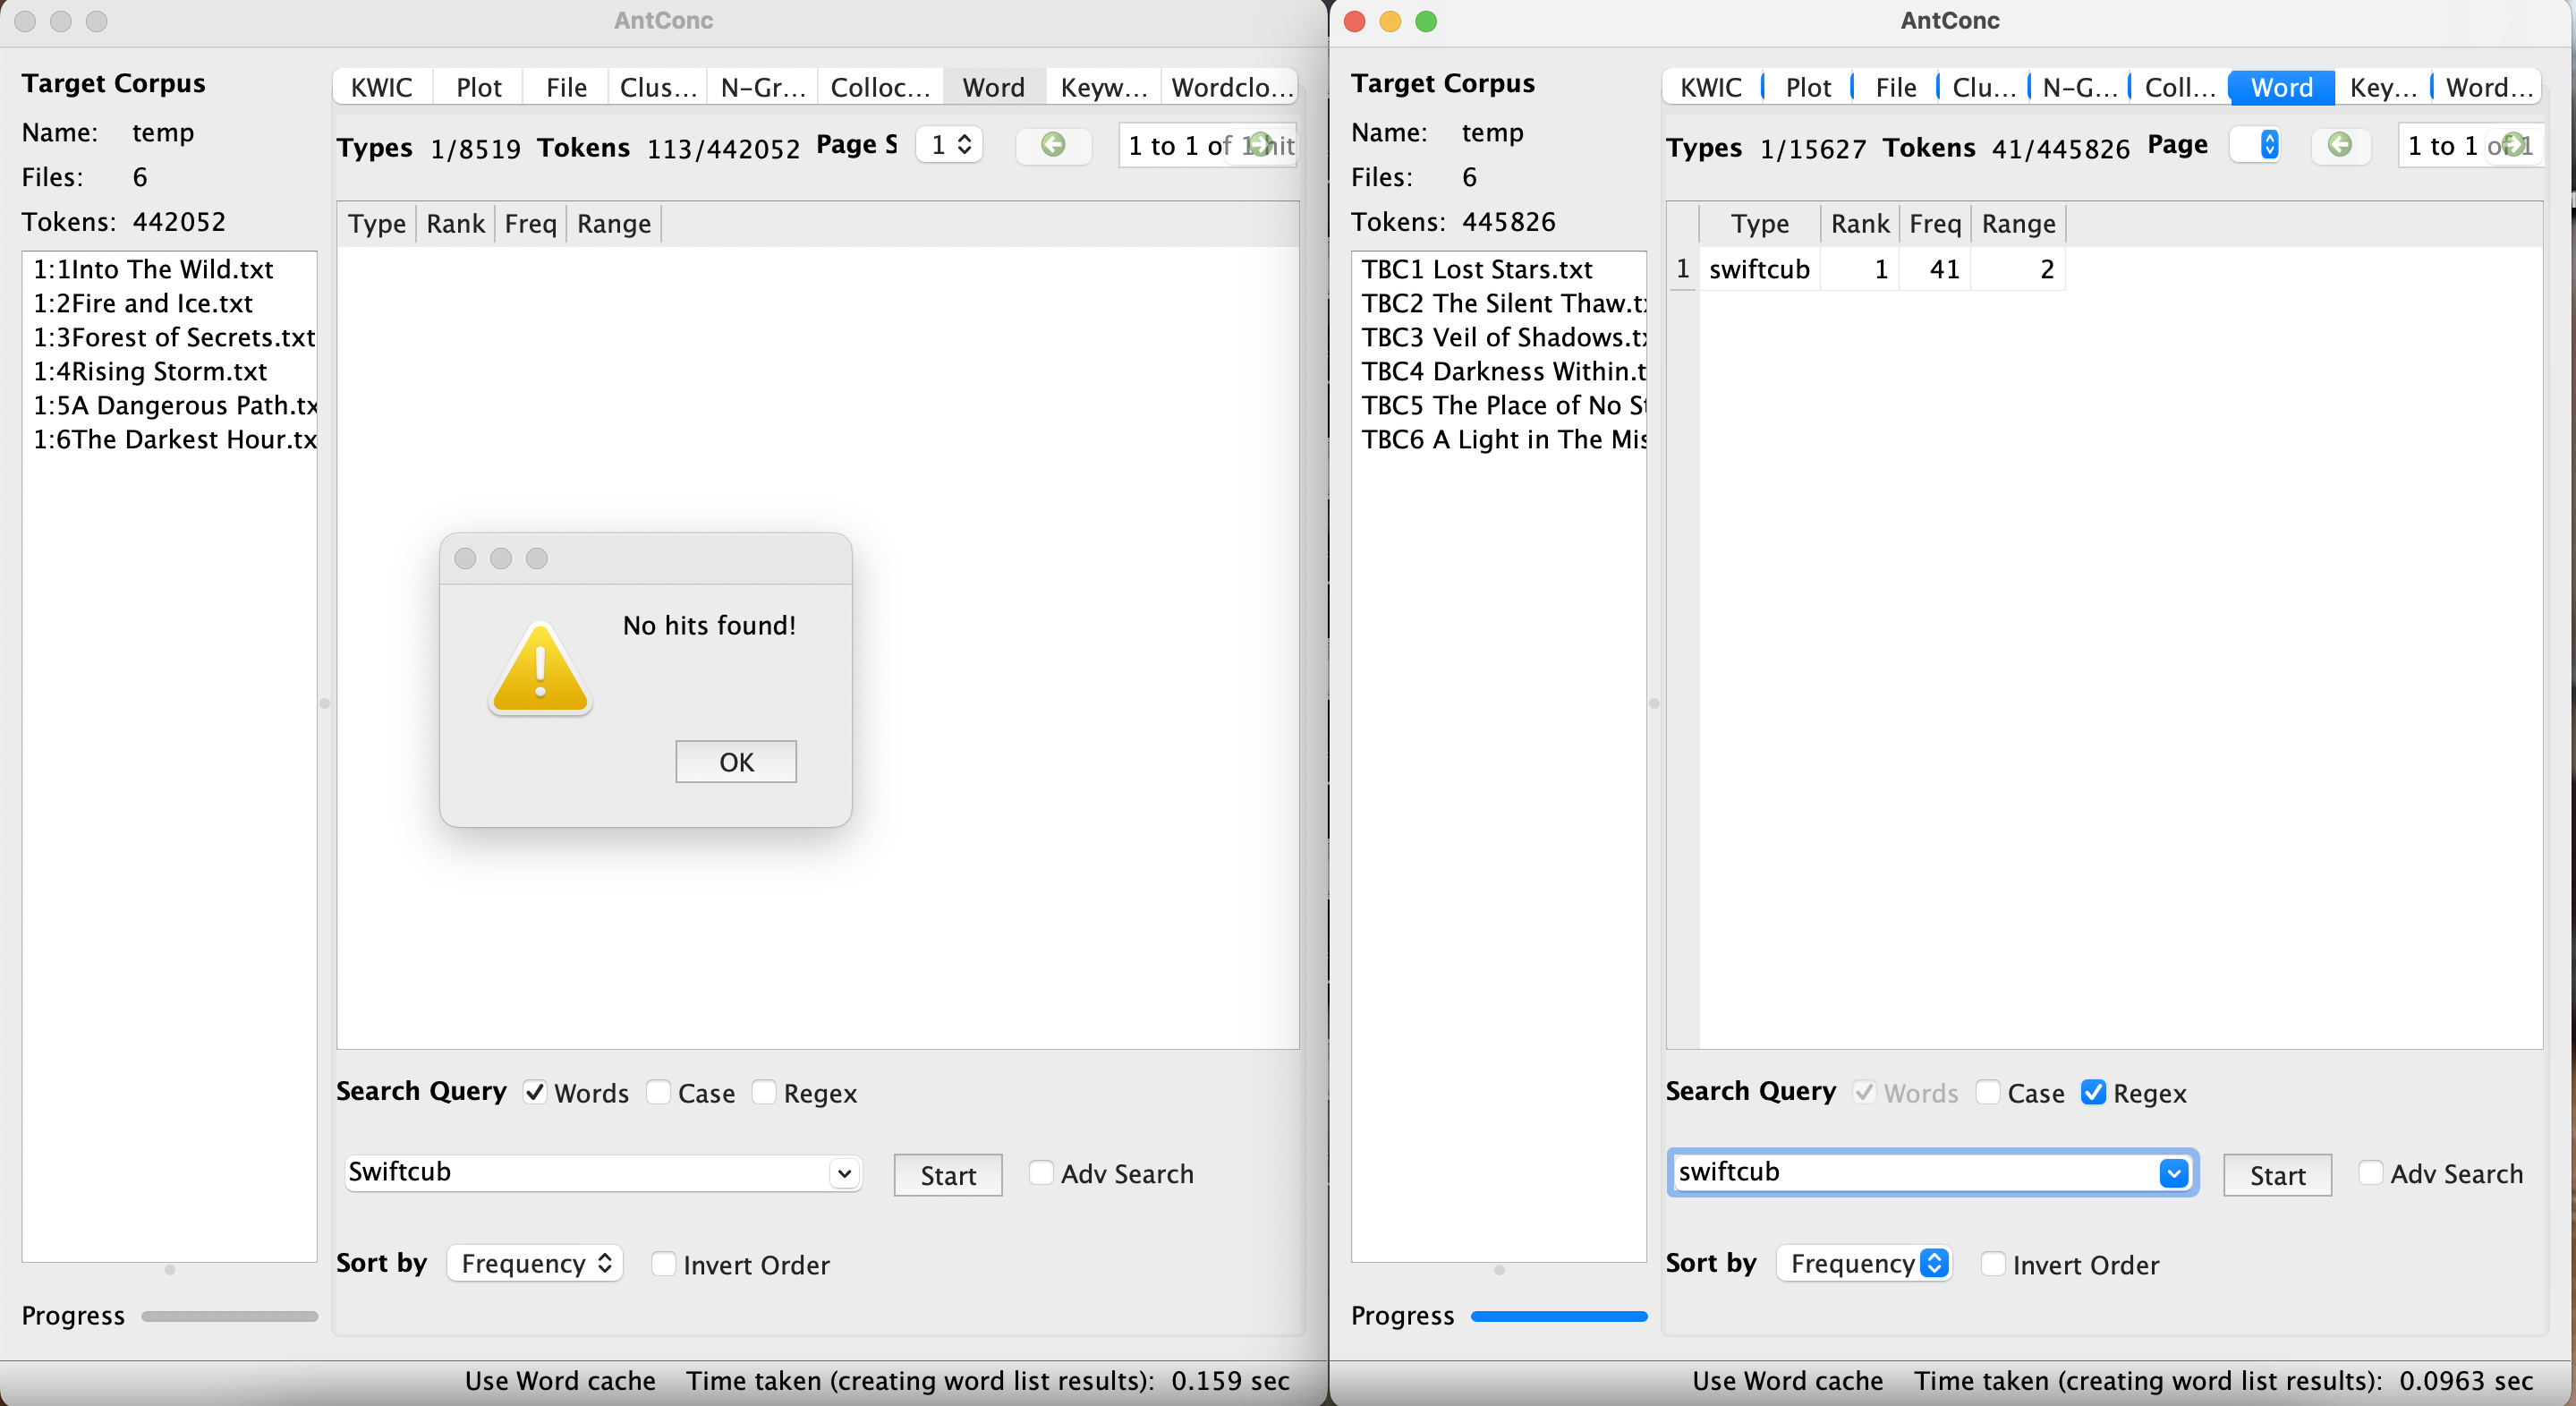 AntConc
Target Corpus
Name: temp
Files: 6
Tokens: 442052
1:1Into The Wild.txt
1:2Fire and Ice.txt
1:3Forest of Secrets.txt
1:4Rising Storm.txt
1:5A Dangerous Path.tx
1:6The Darkest Hour.tx
Progress
KWIC Plot File Clus... N-Gr... Colloc... Word Keyw... Wordclo...
Types 1/8519 Tokens 113/442052 Page S 1 1 to 1 of 1 hit
Type Rank Freq Range
No hits found!
OK
Search Query Words Case Regex
Swiftcub Start Adv Search
Sort by Frequency Invert Order
Use Word cache Time taken (creating word list results): 0.159 sec
AntConc
Target Corpus
Name: temp
Files: 6
Tokens: 445826
TBC1 Lost Stars.txt
TBC2 The Silent Thaw.t
TBC3 Veil of Shadows.t
TBC4 Darkness Within.t
TBC5 The Place of No S
TBC6 A Light in The Mis
Progress
KWIC Plot File Clu... N-G... Coll... Word Key... Word...
Types 1/15627 Tokens 41/445826 Page 1 to 1 of 1
Type Rank Freq Range
1 swiftcub 1 41 2
Search Query Words Case Regex
swiftcub Start Adv Search
Sort by Frequency Invert Order
Use Word cache Time taken (creating word list results): 0.0963 sec